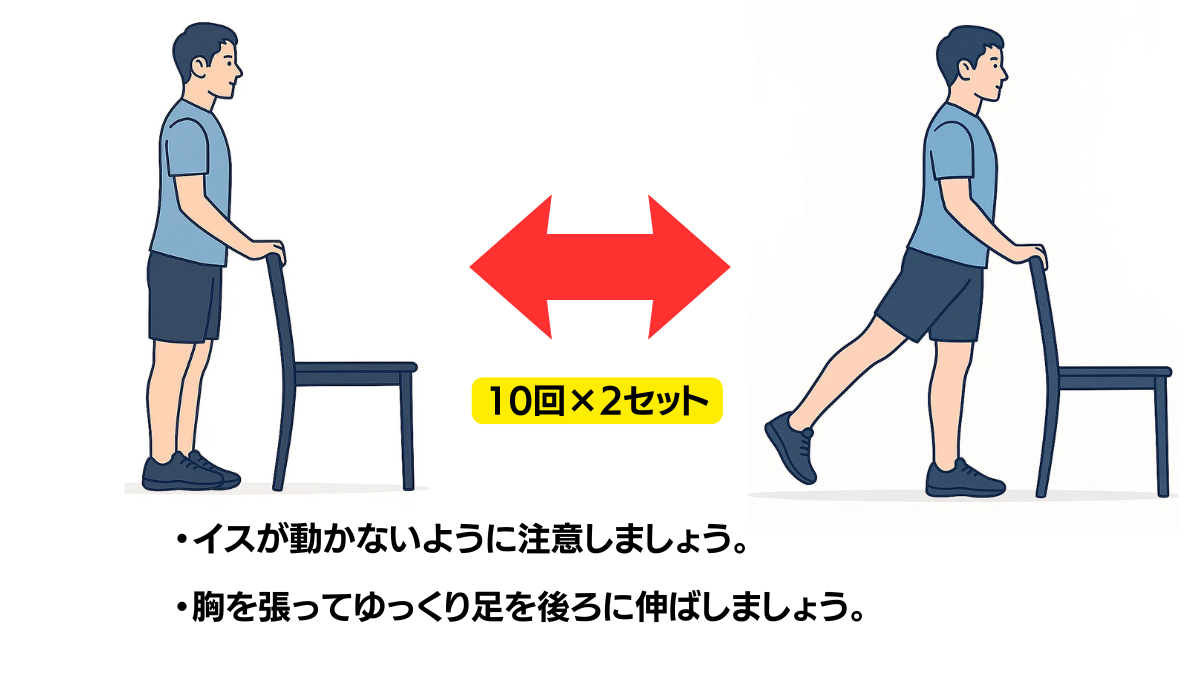 10回×2セット
・イスが動かないように注意しましょう。
・胸を張ってゆっくり足を後ろに伸ばしましょう。